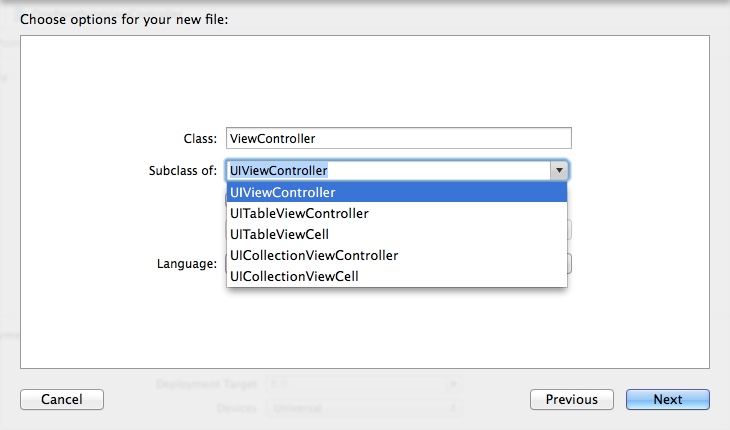 Choose options for your new file:
Class: ViewController
Subclass of: UIViewController
UIViewController
UITableViewController
UITableViewCell
UICollectionViewController
Language:
UICollectionViewCell
Deployment Target
Devices Universal
Cancel Previous Next